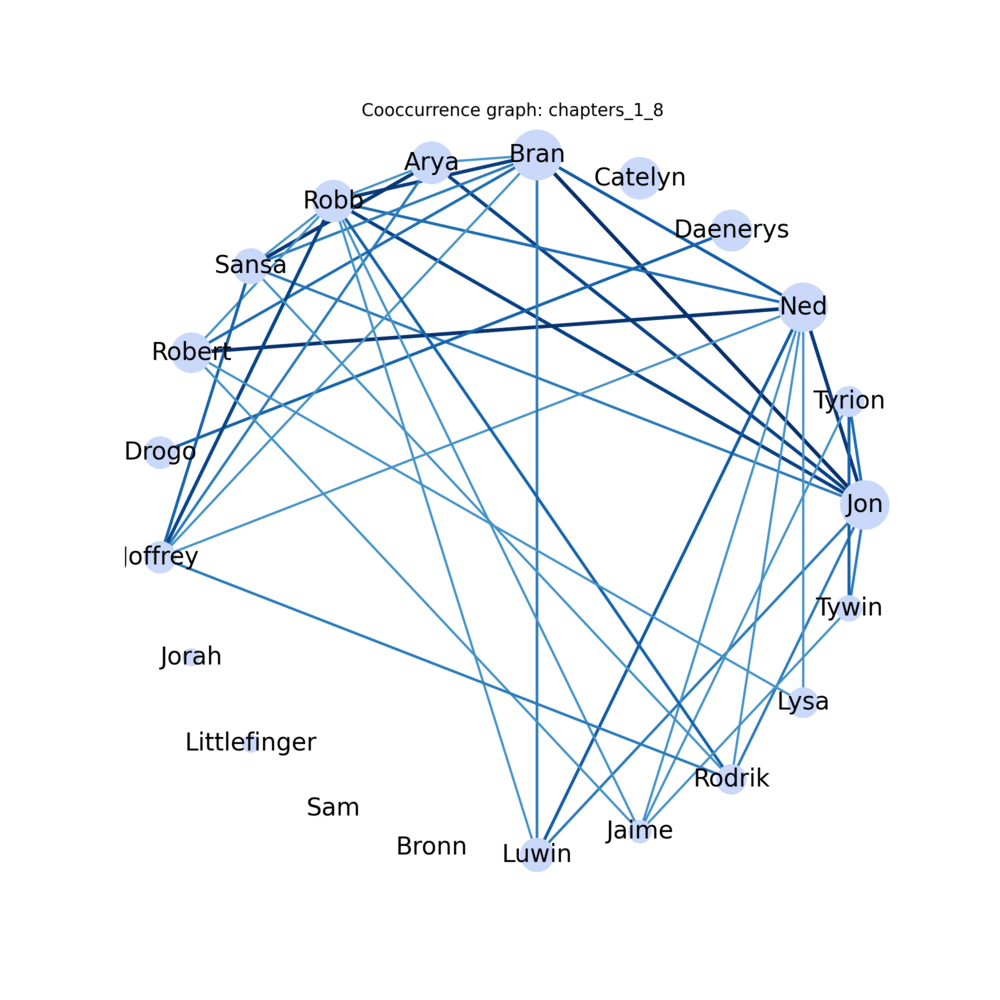 Cooccurrence graph: chapters_1_8
Bran
Arya
Catelyn
Robb
Daenerys
Sansa
Ned
Robert
Tyrion
Drogo
Jon
Joffrey
Tywin
Jorah
Lysa
Littlefinger
Rodrik
Sam
Jaime
Bronn
Luwin